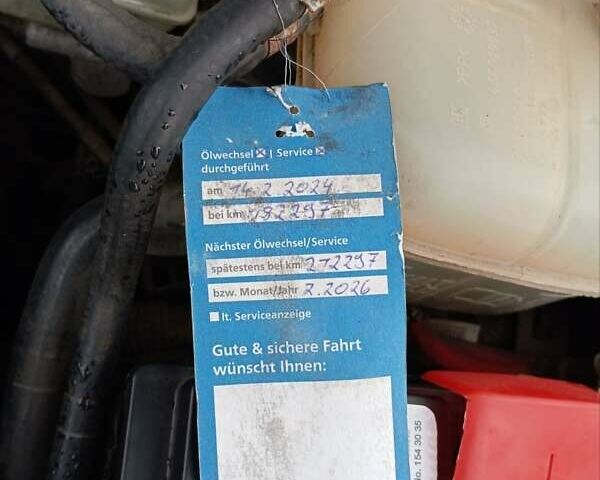 Ölwechsel ☒ | Service ☒
durchgeführt
am 14.2.2024
bei km 192297
Nächster Ölwechsel/Service
spätestens bei km 212297
bzw. Monat/Jahr 2.2026
lt. Serviceanzeige
Gute & sichere Fahrt
wünscht Ihnen:
No. 154 30 35